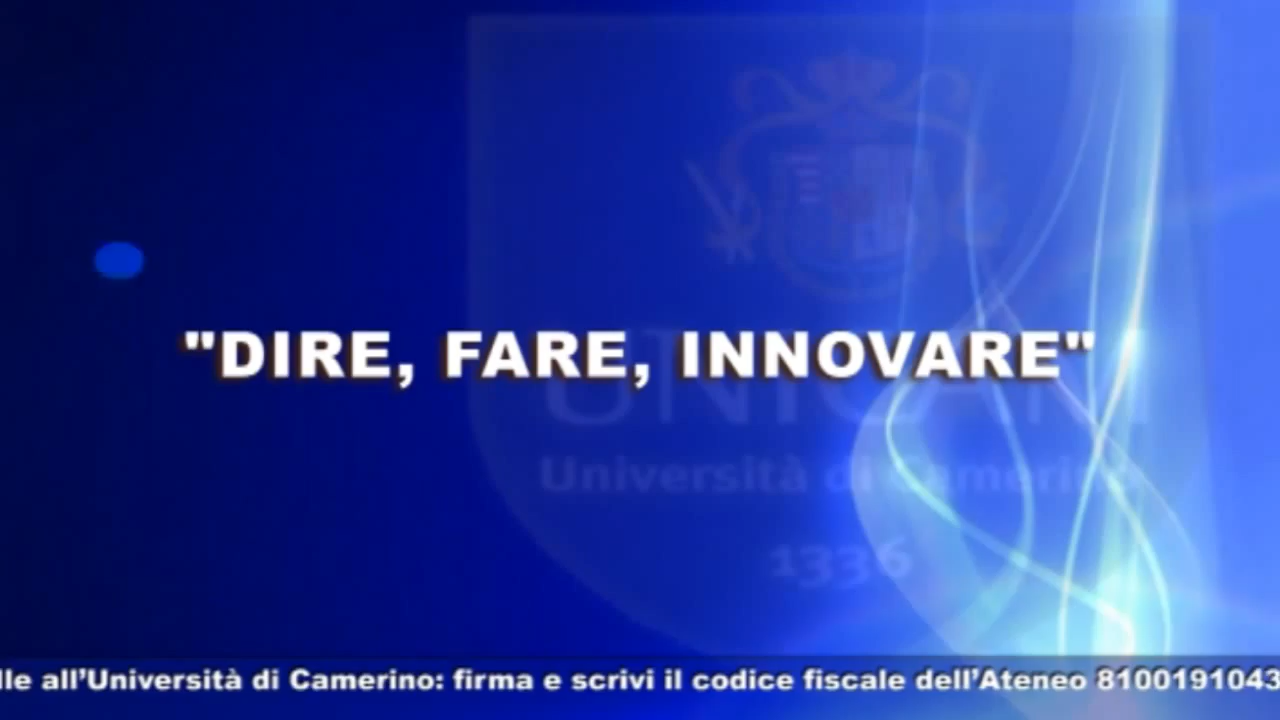 "DIRE, FARE, INNOVARE"
UNICAM
Università di Camerino
1336
lle all'Università di Camerino: firma e scrivi il codice fiscale dell'Ateneo 8100191043